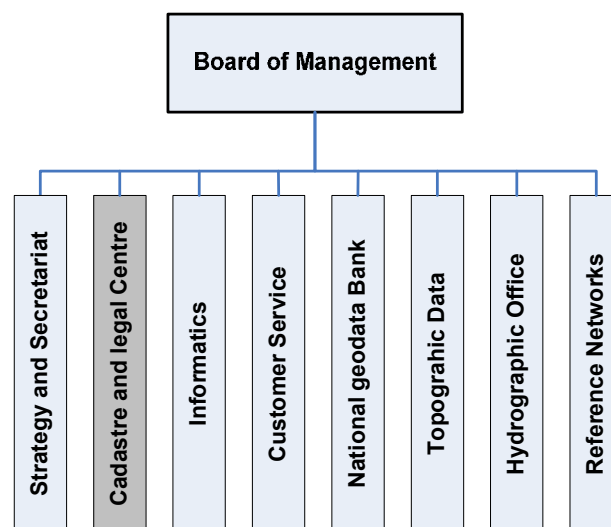 Board of Management
Strategy and Secretariat
Cadastre and legal Centre
Informatics
Customer Service
National geodata Bank
Topograhic Data
Hydrographic Office
Reference Networks